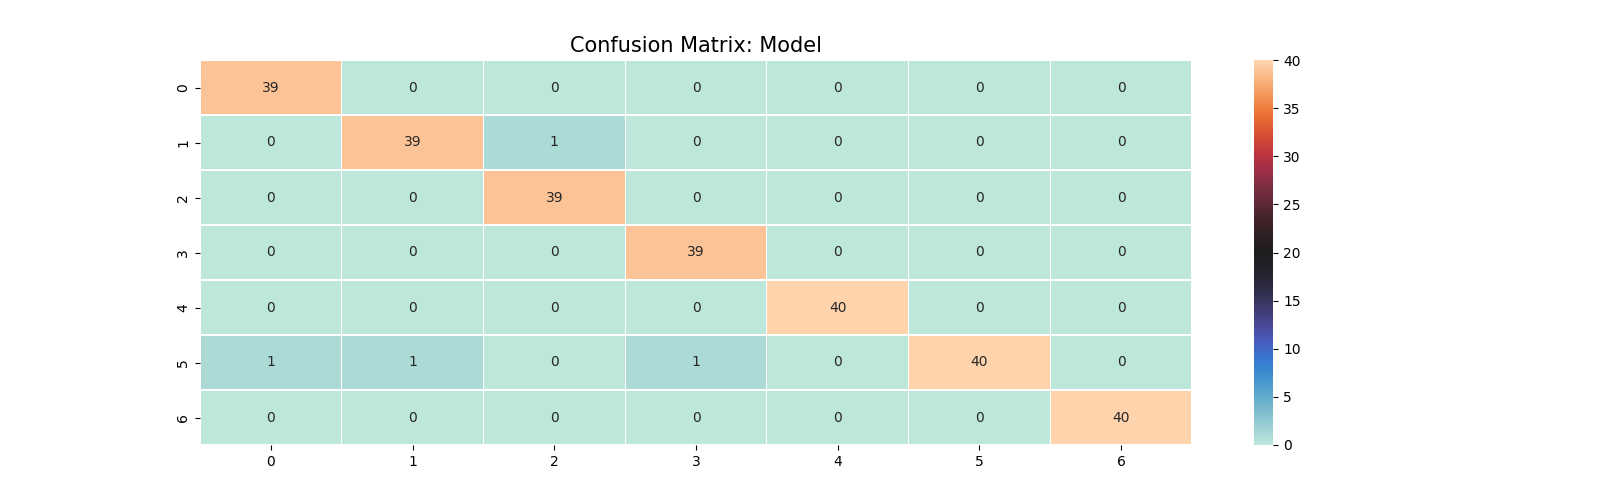 Confusion Matrix: Model
0 39 0 0 0 0 0 0
1 0 39 1 0 0 0 0
2 0 0 39 0 0 0 0
3 0 0 0 39 0 0 0
4 0 0 0 0 40 0 0
5 1 1 0 1 0 40 0
6 0 0 0 0 0 0 40
0 1 2 3 4 5 6
40
35
30
25
20
15
10
5
0